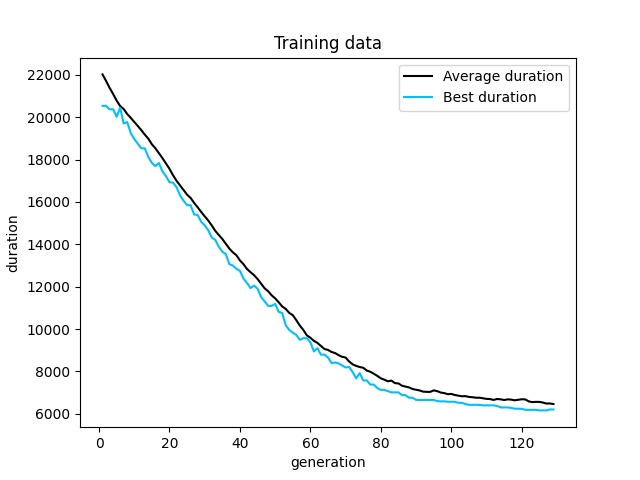 Training data
Average duration
Best duration
22000
20000
18000
16000
14000
12000
10000
8000
6000
duration
0 20 40 60 80 100 120
generation